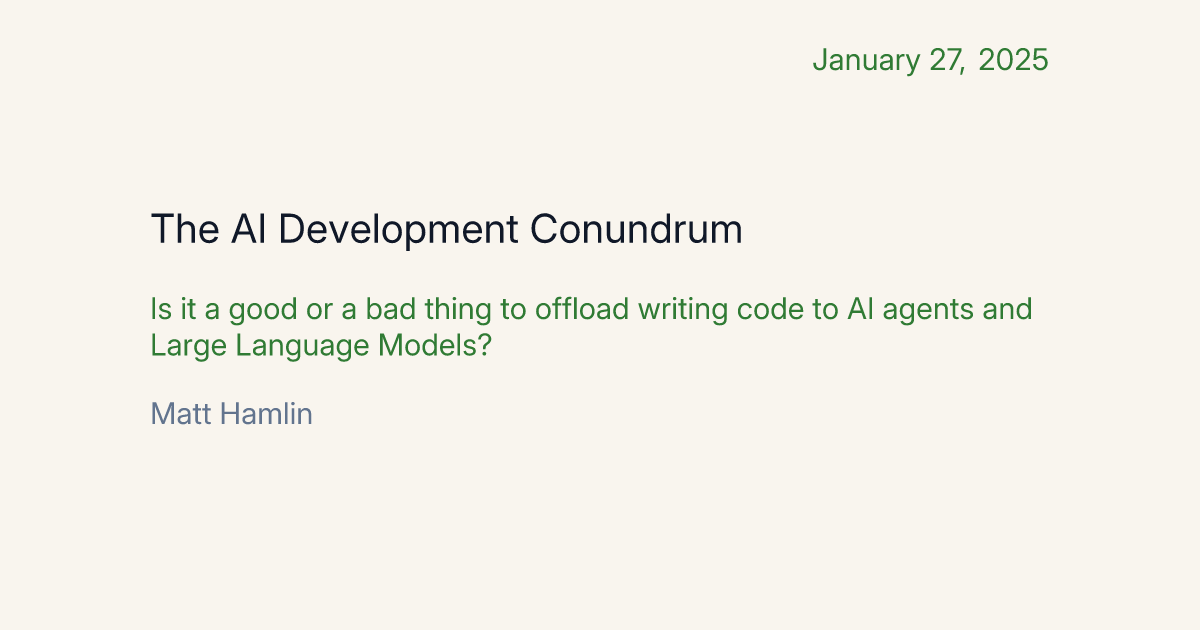 January 27, 2025
The AI Development Conundrum
Is it a good or a bad thing to offload writing code to AI agents and
Large Language Models?
Matt Hamlin